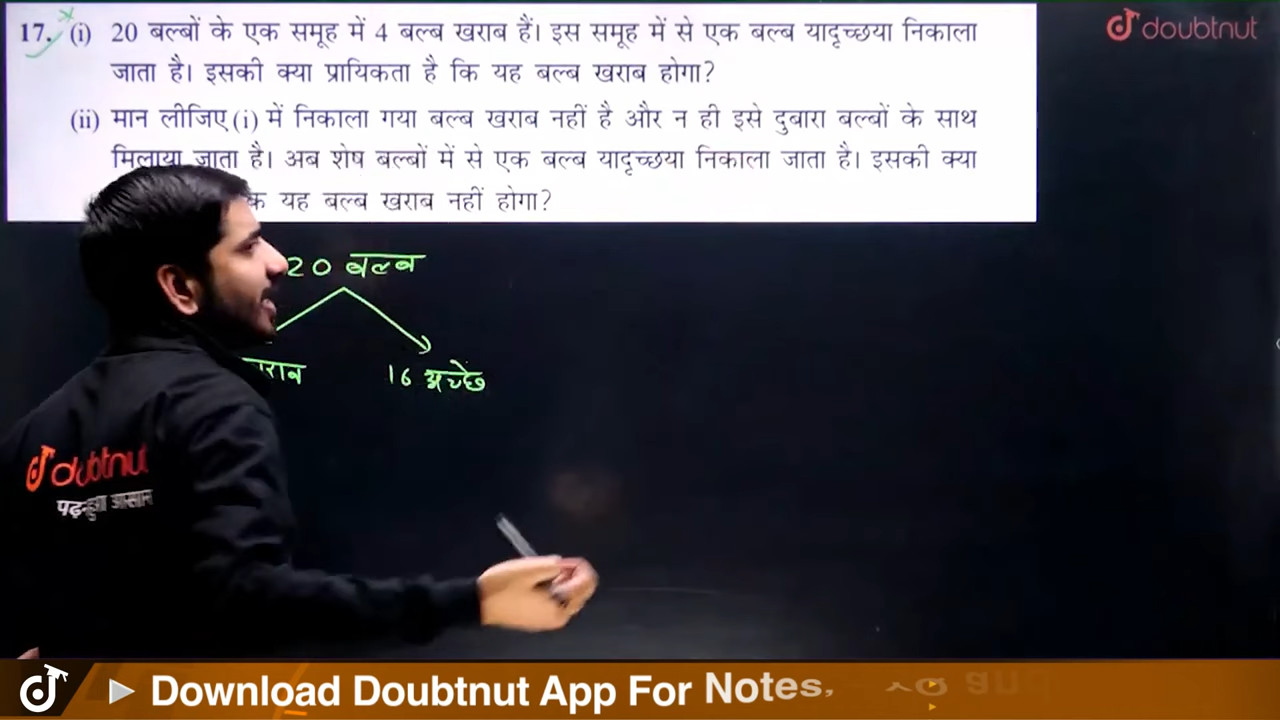 doubtnut
17. (i) 20 बल्बों के एक समूह में 4 बल्ब खराब हैं। इस समूह में से एक बल्ब यादृच्छया निकाला
जाता है। इसकी क्या प्रायिकता है कि यह बल्ब खराब होगा?
(ii) मान लीजिए (i) में निकाला गया बल्ब खराब नहीं है और न ही इसे दुबारा बल्बों के साथ
मिलाया जाता है। अब शेष बल्बों में से एक बल्ब यादृच्छया निकाला जाता है। इसकी क्या
यह बल्ब खराब नहीं होगा?
20 बल्ब
16 अच्छे
doubtnut
पढ़ना हुआ आसान
Download Doubtnut App For Notes,